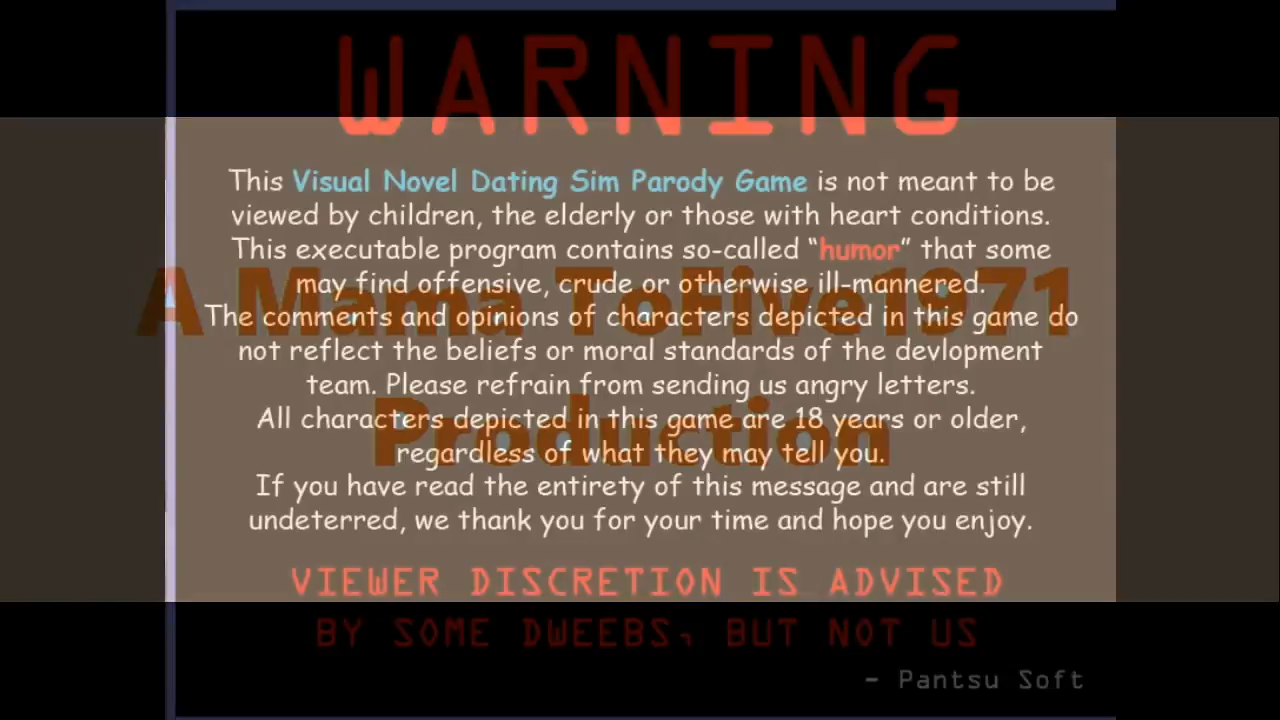 WARNING
This Visual Novel Dating Sim Parody Game is not meant to be
viewed by children, the elderly or those with heart conditions.
This executable program contains so-called “humor” that some
may find offensive, crude or otherwise ill-mannered.
A Mama ToFive1971
The comments and opinions of characters depicted in this game do
not reflect the beliefs or moral standards of the devlopment
team. Please refrain from sending us angry letters.
All characters depicted in this game are 18 years or older,
Production
regardless of what they may tell you.
If you have read the entirety of this message and are still
undeterred, we thank you for your time and hope you enjoy.
VIEWER DISCRETION IS ADVISED
BY SOME DWEEBS, BUT NOT US
- Pantsu Soft